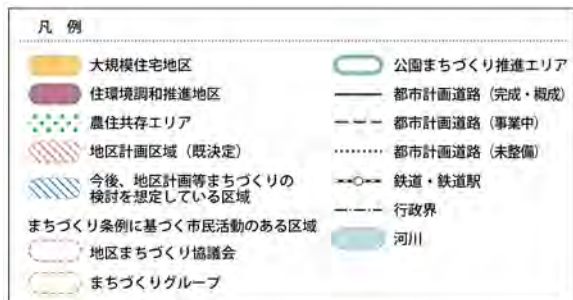 凡 例
大規模住宅地区
住環境調和推進地区
農住共存エリア
地区計画区域（既決定）
今後、地区計画等まちづくりの
検討を想定している区域
まちづくり条例に基づく市民活動のある区域
地区まちづくり協議会
まちづくりグループ
公園まちづくり推進エリア
都市計画道路（完成・概成）
都市計画道路（事業中）
都市計画道路（未整備）
鉄道・鉄道駅
行政界
河川